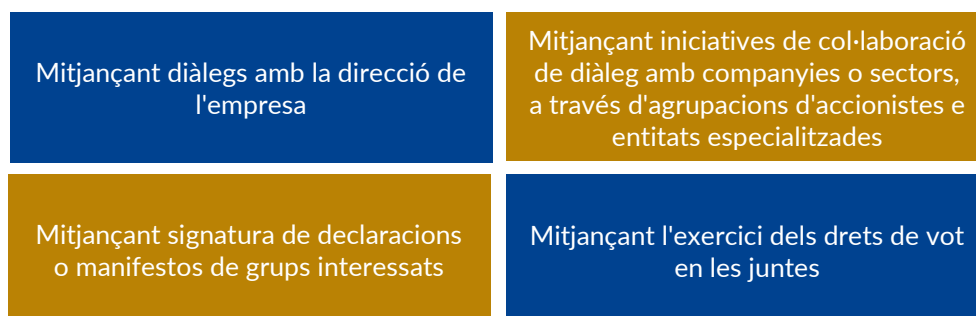 Mitjançant diàlegs amb la direcció de
l'empresa
Mitjançant iniciatives de col·laboració
de diàleg amb companyies o sectors,
a través d'agrupacions d'accionistes e
entitats especialitzades
Mitjançant signatura de declaracions
o manifestos de grups interessats
Mitjançant l'exercici dels drets de vot
en les juntes